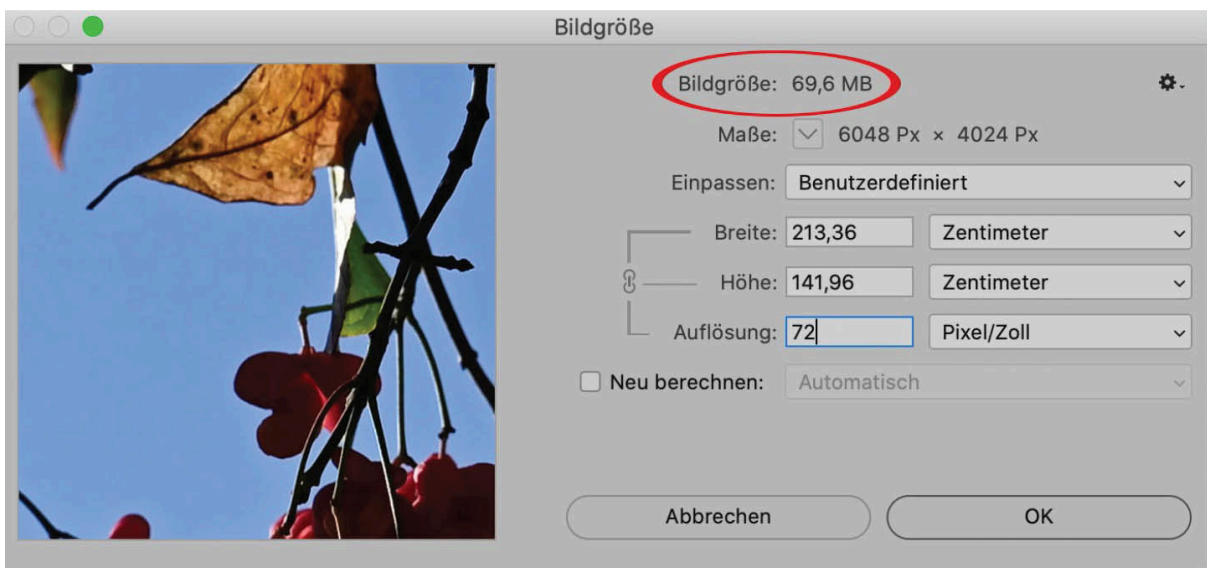 Bildgröße
Bildgröße: 69,6 MB
Maße: 6048 Px × 4024 Px
Einpassen: Benutzerdefiniert
Breite: 213,36 Zentimeter
Höhe: 141,96 Zentimeter
Auflösung: 72 Pixel/Zoll
Neu berechnen: Automatisch
Abbrechen OK